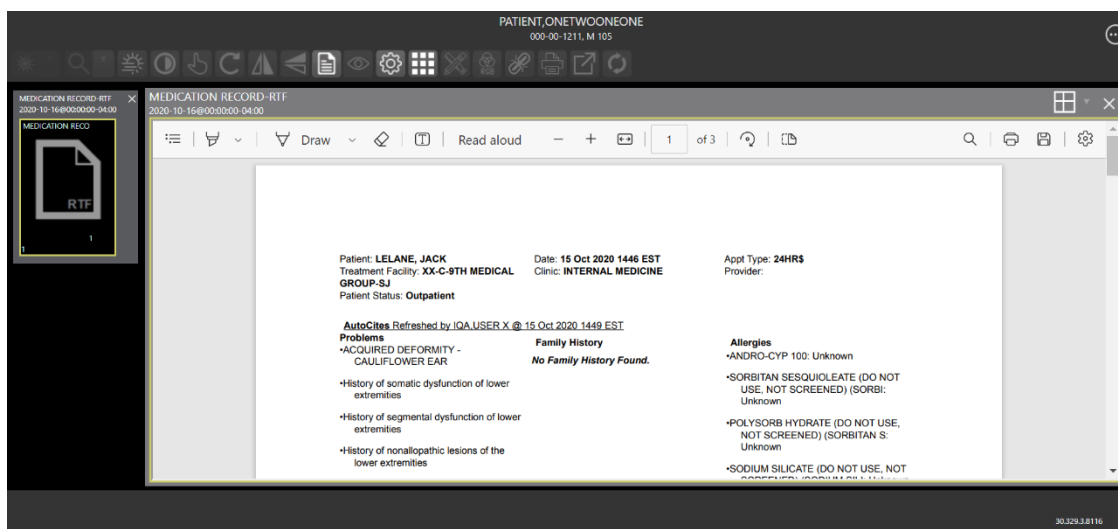 PATIENT,ONETWOONEONE
000-00-1211, M 105
MEDICATION RECORD-RTF
2020-10-16@00:00:00-04:00
MEDICATION RECO
RTF
1
1
MEDICATION RECORD-RTF
2020-10-16@00:00:00-04:00
Draw
Read aloud
1 of 3
Patient: LELANE, JACK
Treatment Facility: XX-C-9TH MEDICAL
GROUP-SJ
Patient Status: Outpatient
Date: 15 Oct 2020 1446 EST
Clinic: INTERNAL MEDICINE
Appt Type: 24HR$
Provider:
AutoCites Refreshed by IQA,USER X @ 15 Oct 2020 1449 EST
Problems
•ACQUIRED DEFORMITY -
CAULIFLOWER EAR
•History of somatic dysfunction of lower
extremities
•History of segmental dysfunction of lower
extremities
•History of nonallopathic lesions of the
lower extremities
Family History
No Family History Found.
Allergies
•ANDRO-CYP 100: Unknown
•SORBITAN SESQUIOLEATE (DO NOT
USE, NOT SCREENED) (SORBI:
Unknown
•POLYSORB HYDRATE (DO NOT USE,
NOT SCREENED) (SORBITAN S:
Unknown
•SODIUM SILICATE (DO NOT USE, NOT
30.329.3.8116